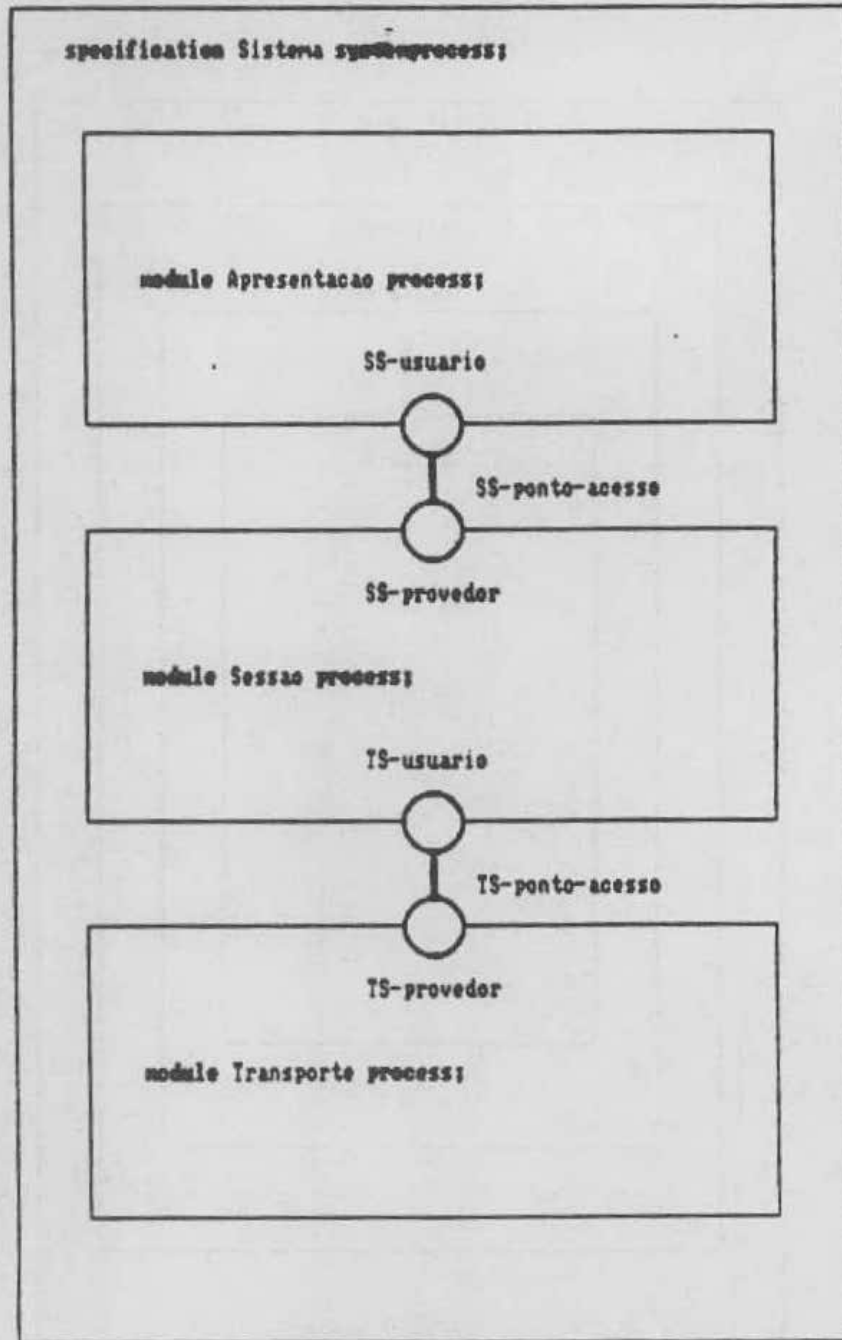 specification Sistema systemprocess;
module Apresentacao process;
SS-usuario
SS-ponto-acesso
SS-provedor
module Sessao process;
TS-usuario
TS-ponto-acesso
TS-provedor
module Transporte process;